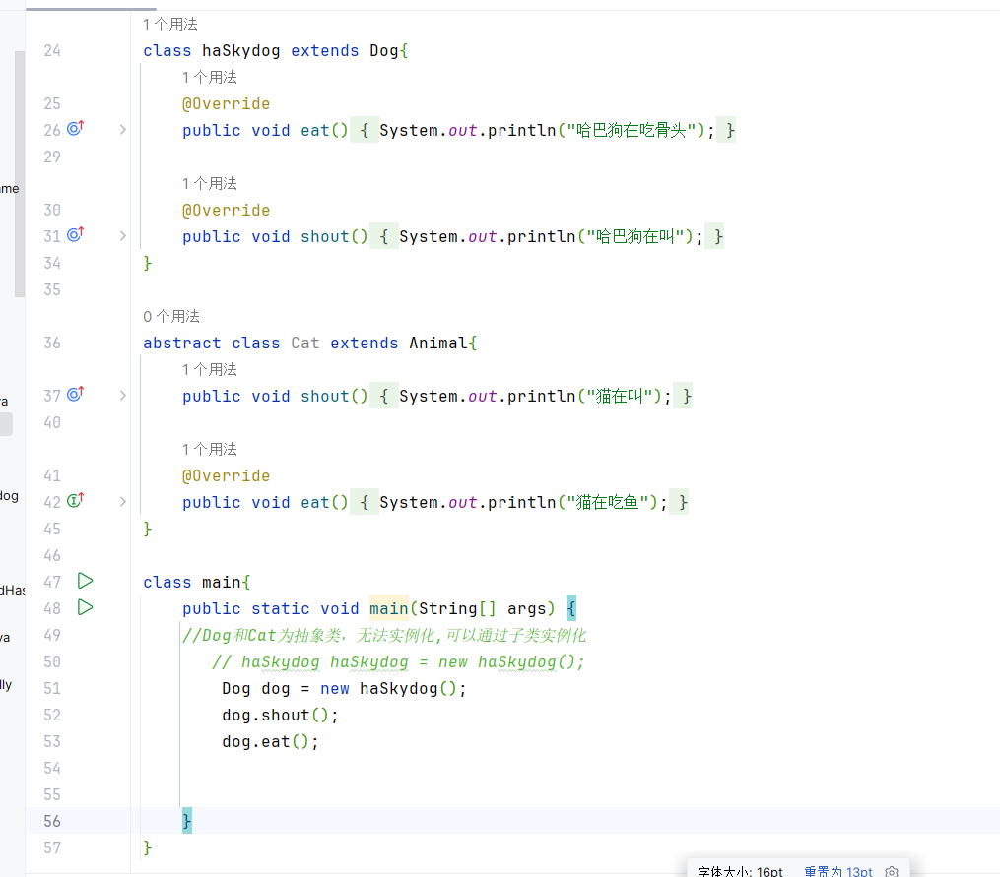 1 个用法
24 class haSkydog extends Dog{
1 个用法
25 @Override
26 public void eat() { System.out.println("哈巴狗在吃骨头"); }
29
ame
1 个用法
30 @Override
31 public void shout() { System.out.println("哈巴狗在叫"); }
34 }
35
0 个用法
36 abstract class Cat extends Animal{
1 个用法
37 public void shout() { System.out.println("猫在叫"); }
a
40
1 个用法
41 @Override
42 public void eat() { System.out.println("猫在吃鱼"); }
dog
45 }
46
47 class main{
dHas
48 public static void main(String[] args) {
49 //Dog和Cat为抽象类，无法实例化,可以通过子类实例化
va
50 // haSkydog haSkydog = new haSkydog();
51 Dog dog = new haSkydog();
lly
52 dog.shout();
53 dog.eat();
54
55
56 }
57 }
字体大小: 16pt 重置为 13pt